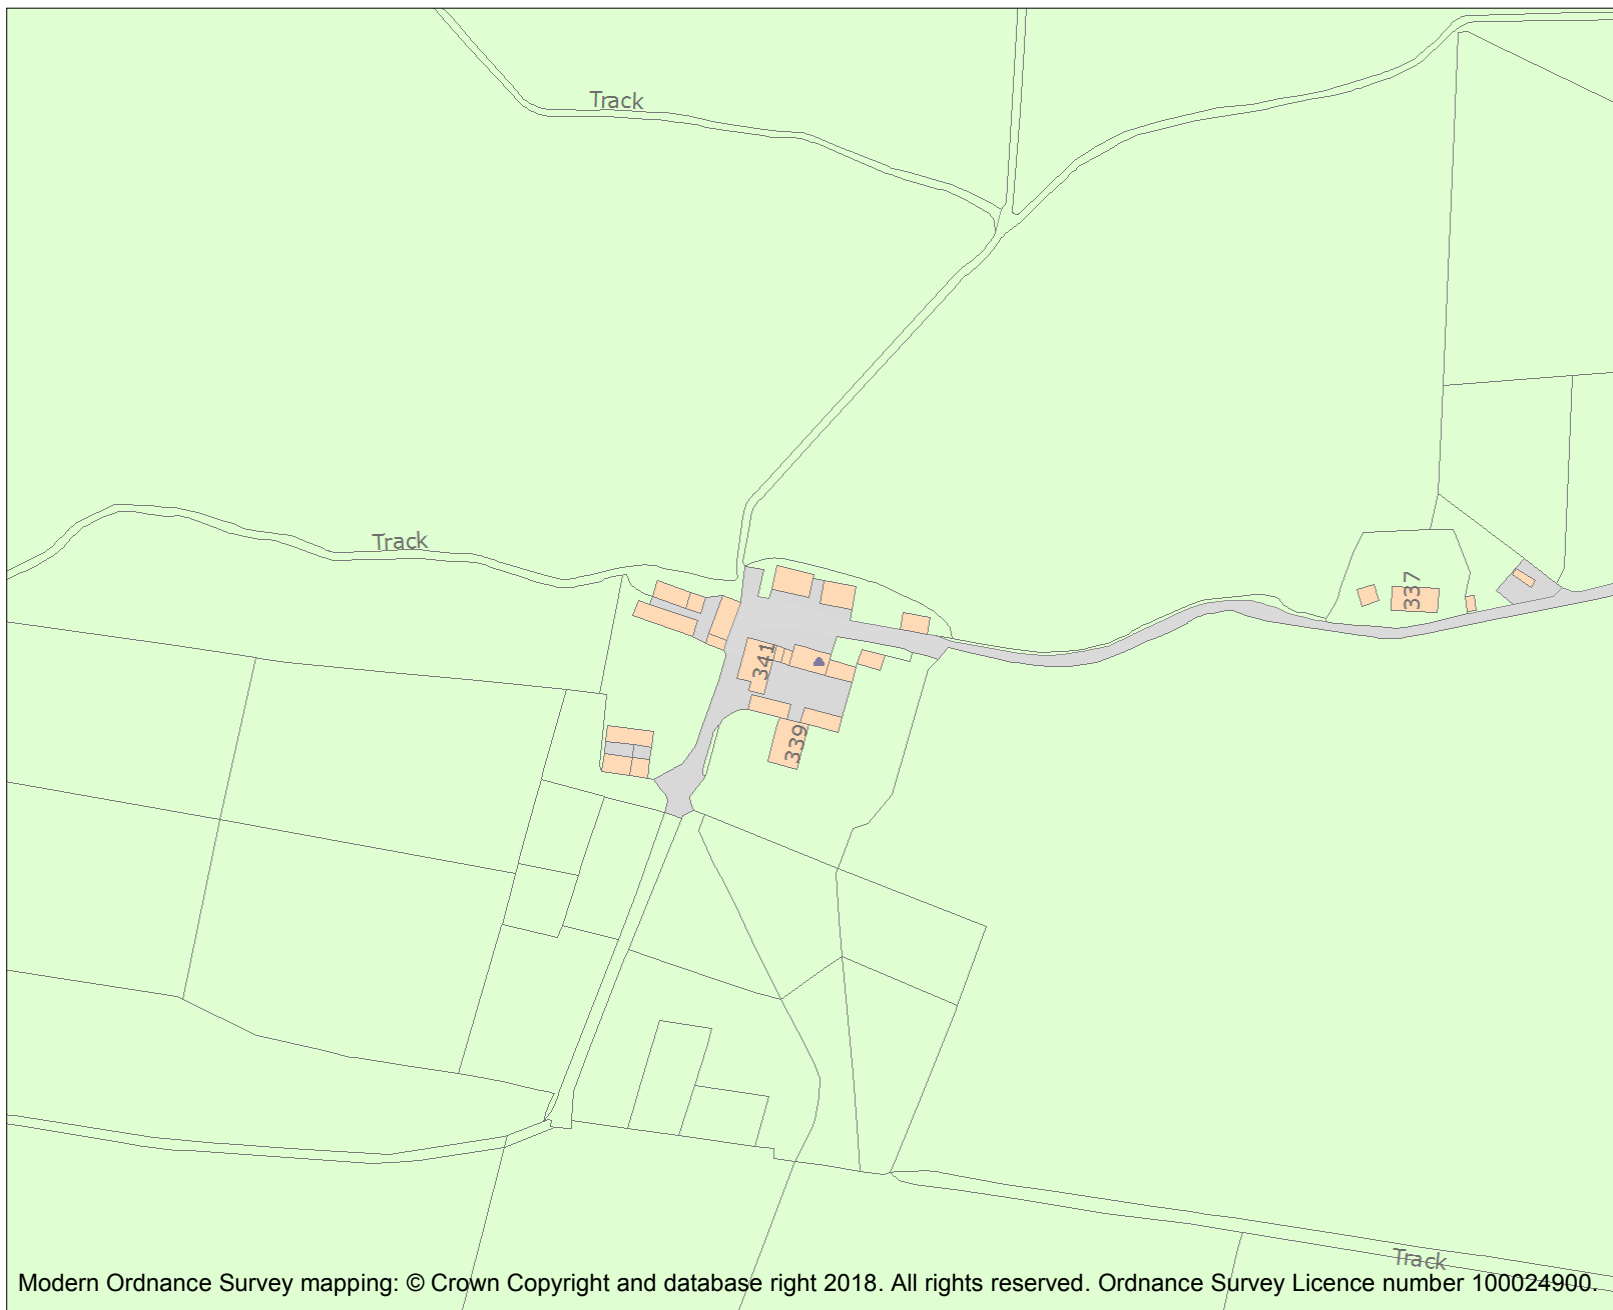 Track
Track
337
341
339
Track
Modern Ordnance Survey mapping: © Crown Copyright and database right 2018. All rights reserved. Ordnance Survey Licence number 100024900.